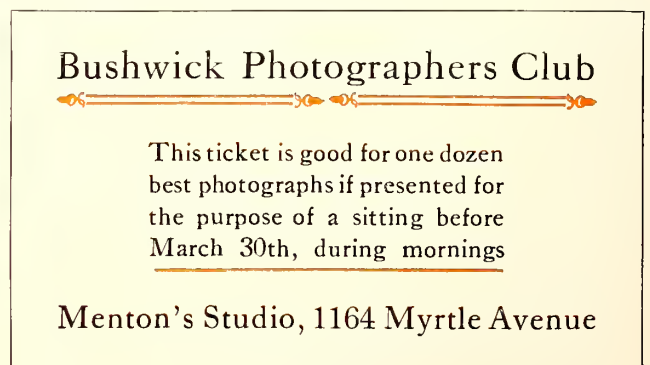 Bushwick Photographers Club
This ticket is good for one dozen
best photographs if presented for
the purpose of a sitting before
March 30th, during mornings
Menton's Studio, 1164 Myrtle Avenue